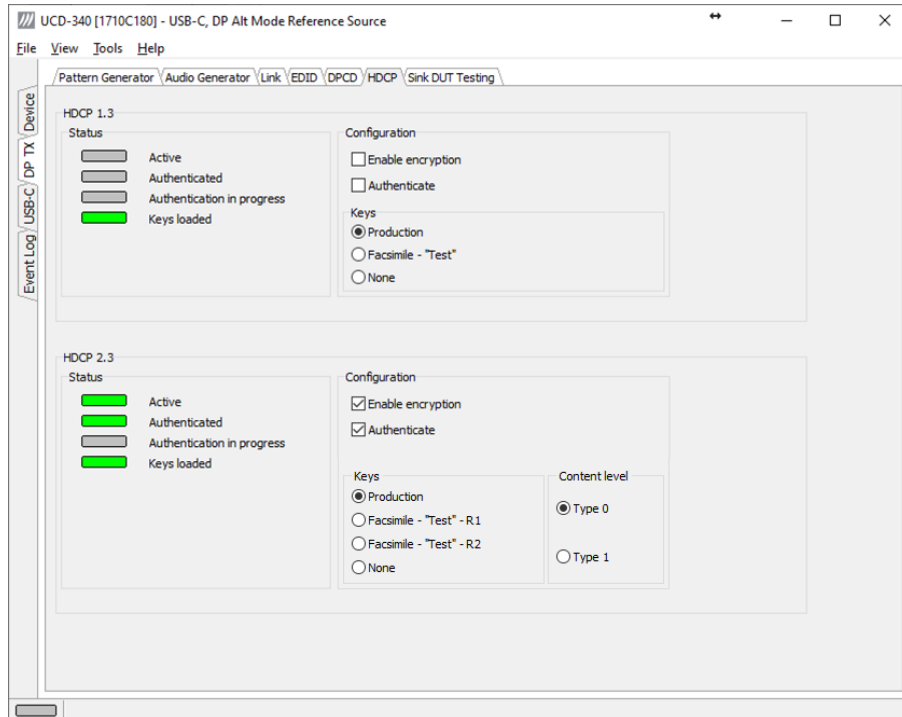 UCD-340 [1710C180] - USB-C, DP Alt Mode Reference Source
File View Tools Help
Pattern Generator Audio Generator Link EDID DPCD HDCP Sink DUT Testing
Device
DP TX
USB-C
Event Log
HDCP 1.3
Status
Active
Authenticated
Authentication in progress
Keys loaded
Configuration
Enable encryption
Authenticate
Keys
Production
Facsimile - "Test"
None
HDCP 2.3
Status
Active
Authenticated
Authentication in progress
Keys loaded
Configuration
Enable encryption
Authenticate
Keys
Production
Facsimile - "Test" - R1
Facsimile - "Test" - R2
None
Content level
Type 0
Type 1